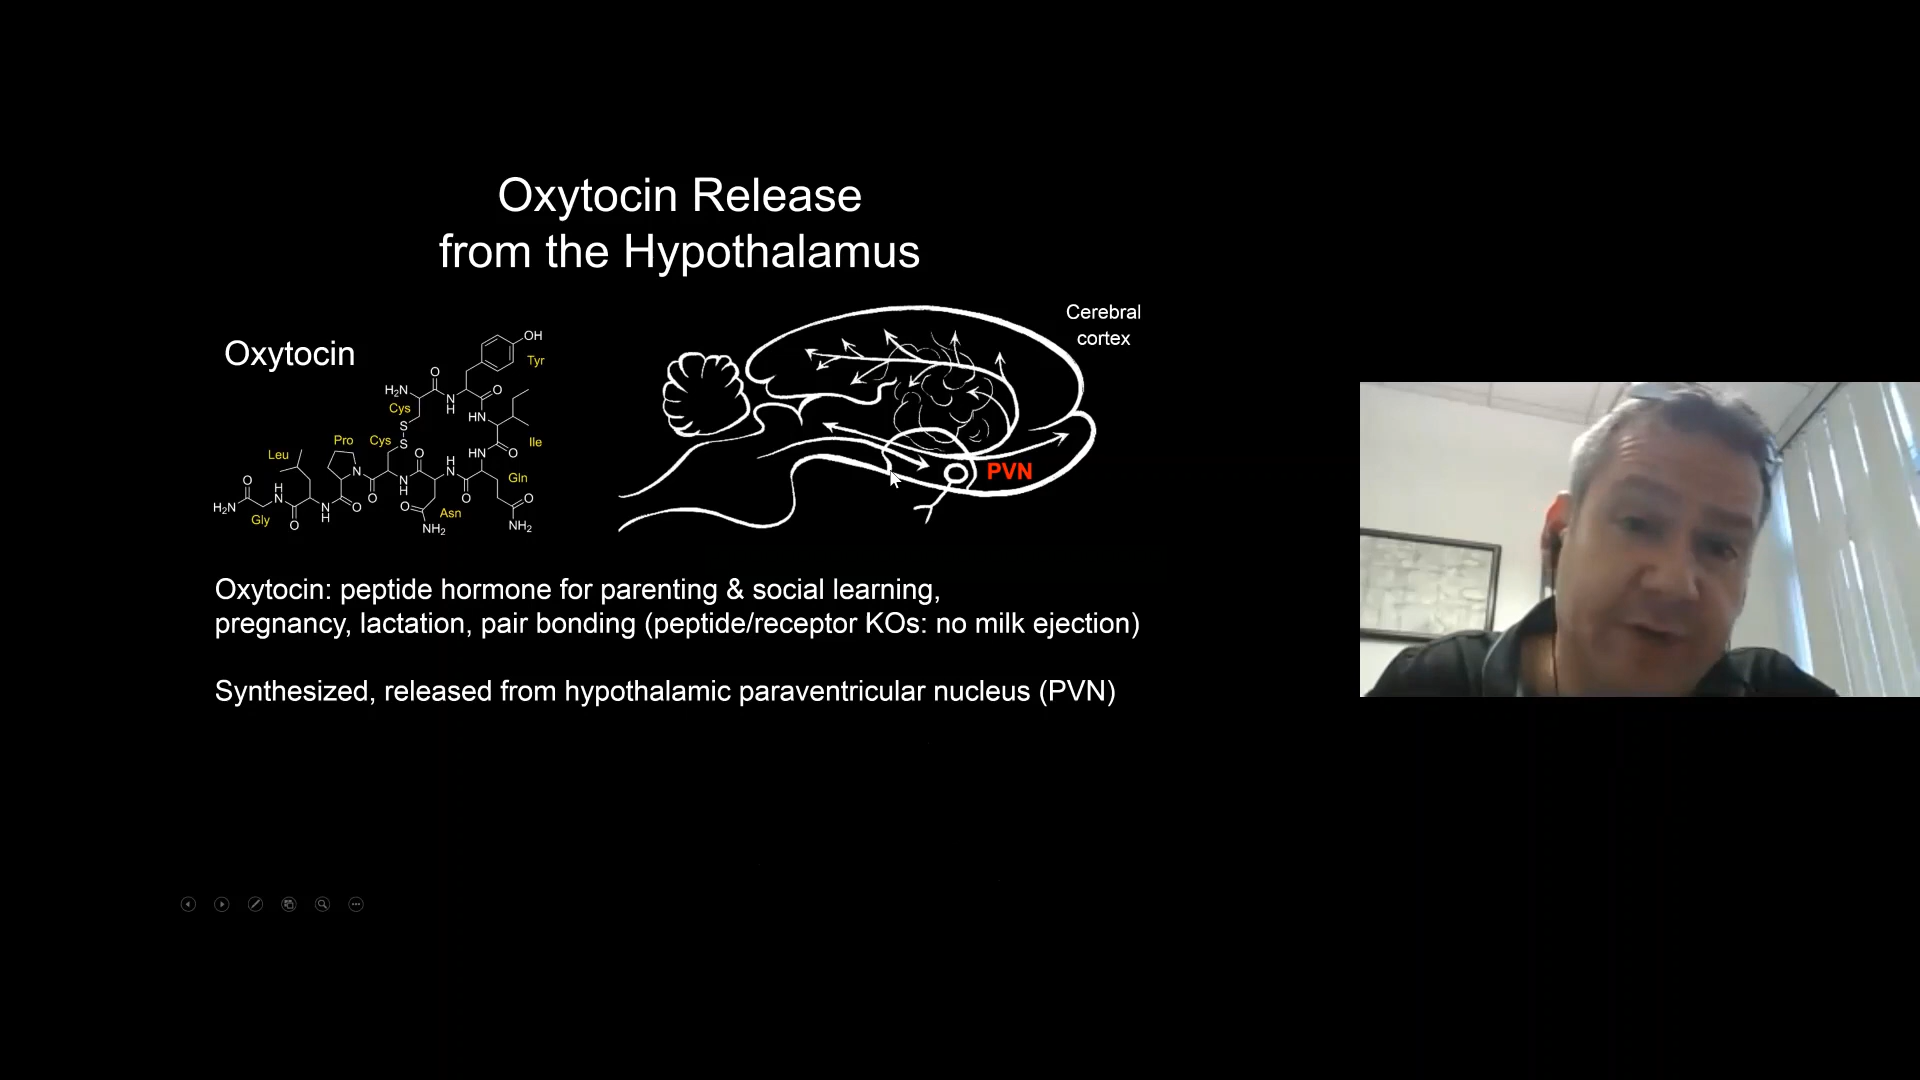 Oxytocin Release
from the Hypothalamus
Oxytocin
OH
Tyr
O
H₂N
O
Cys
N
H
HN
S
S
Ile
Pro
Cys
O
Leu
O
H
N
HN
Gln
N
O
H
N
O
N
H
O
O
H₂N
Gly
O
N
H
O
O
Asn
NH₂
NH₂
Cerebral
cortex
PVN
Oxytocin: peptide hormone for parenting & social learning,
pregnancy, lactation, pair bonding (peptide/receptor KOs: no milk ejection)
Synthesized, released from hypothalamic paraventricular nucleus (PVN)